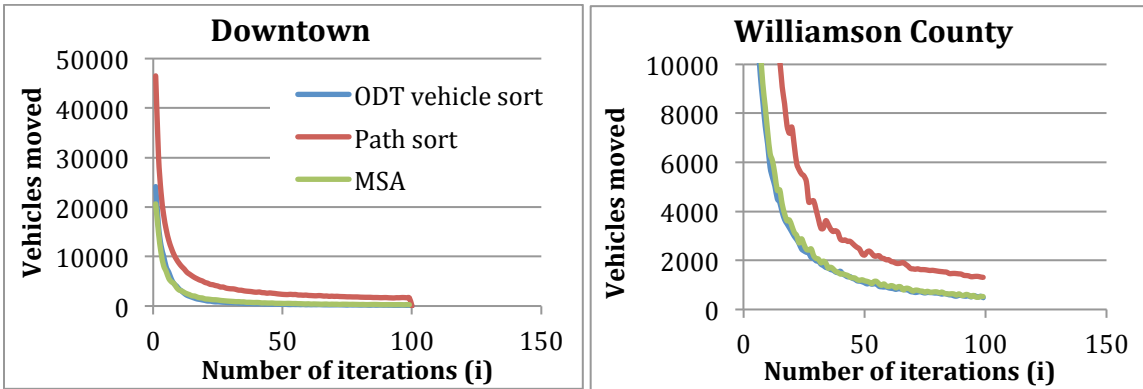 Downtown
50000
40000
30000
20000
10000
0
Vehicles moved
ODT vehicle sort
Path sort
MSA
0 50 100 150
Number of iterations (i)
Williamson County
10000
8000
6000
4000
2000
0
Vehicles moved
0 50 100 150
Number of iterations (i)